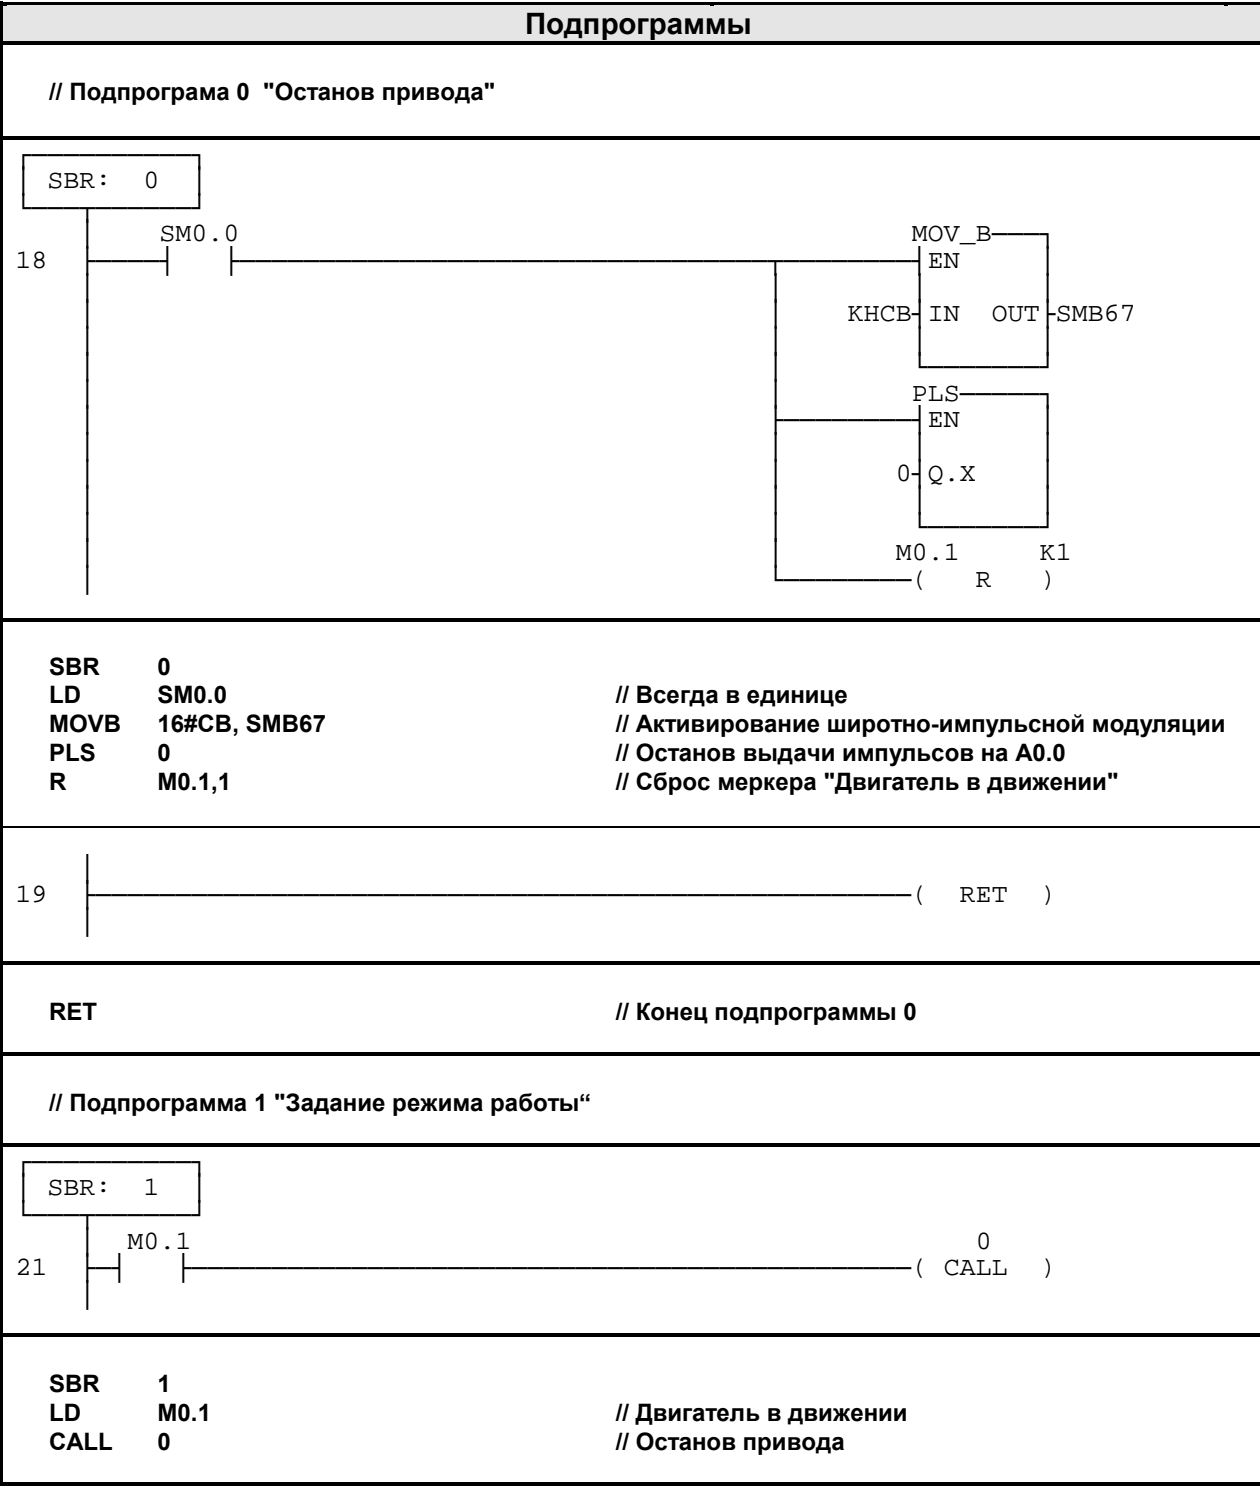 Подпрограммы
// Подпрограма 0 "Останов привода"
SBR: 0
SM0.0 MOV_B
18 EN
KHCB IN OUT SMB67
PLS
EN
0 Q.X
M0.1 K1
( R )
SBR 0
LD SM0.0 // Всегда в единице
MOVB 16#CB, SMB67 // Активирование широтно-импульсной модуляции
PLS 0 // Останов выдачи импульсов на A0.0
R M0.1,1 // Сброс меркера "Двигатель в движении"
19 ( RET )
RET // Конец подпрограммы 0
// Подпрограмма 1 "Задание режима работы“
SBR: 1
M0.1 0
21 ( CALL )
SBR 1
LD M0.1 // Двигатель в движении
CALL 0 // Останов привода